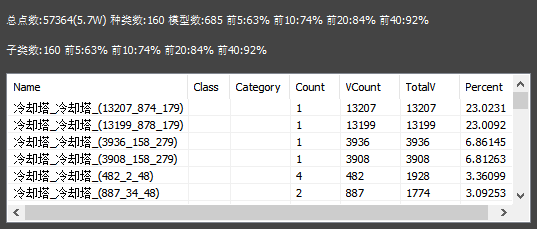 总点数:57364(5.7W) 种类数:160 模型数:685 前5:63% 前10:74% 前20:84% 前40:92%
子类数:160 前5:63% 前10:74% 前20:84% 前40:92%
Name Class Category Count VCount TotalV Percent
冷却塔_冷却塔_(13207_874_179) 1 13207 13207 23.0231
冷却塔_冷却塔_(13199_878_179) 1 13199 13199 23.0092
冷却塔_冷却塔_(3936_158_279) 1 3936 3936 6.86145
冷却塔_冷却塔_(3908_158_279) 1 3908 3908 6.81263
冷却塔_冷却塔_(482_2_48) 4 482 1928 3.36099
冷却塔_冷却塔_(887_34_48) 2 887 1774 3.09253